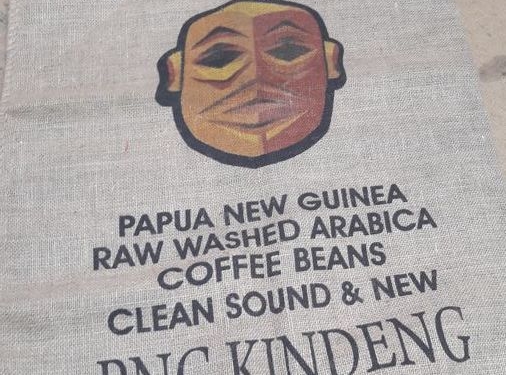 PAPUA NEW GUINEA
RAW WASHED ARABICA
COFFEE BEANS
CLEAN SOUND & NEW
PNG KINDENG